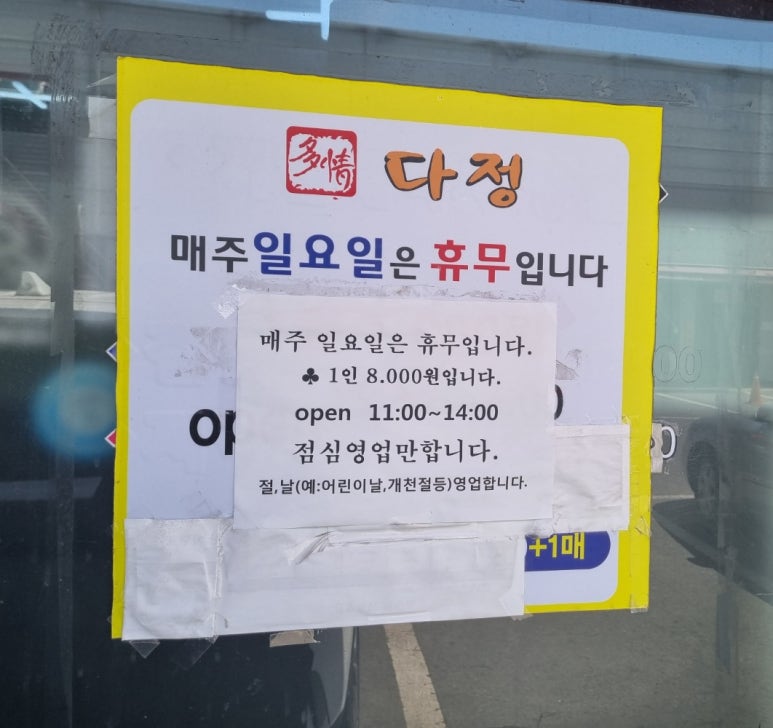 多情 다정
매주일요일은 휴무입니다
매주 일요일은 휴무입니다.
♣ 1인 8.000원입니다.
open 11:00~14:00
점심영업만합니다.
절,날(예:어린이날,개천절등)영업합니다.
+1매